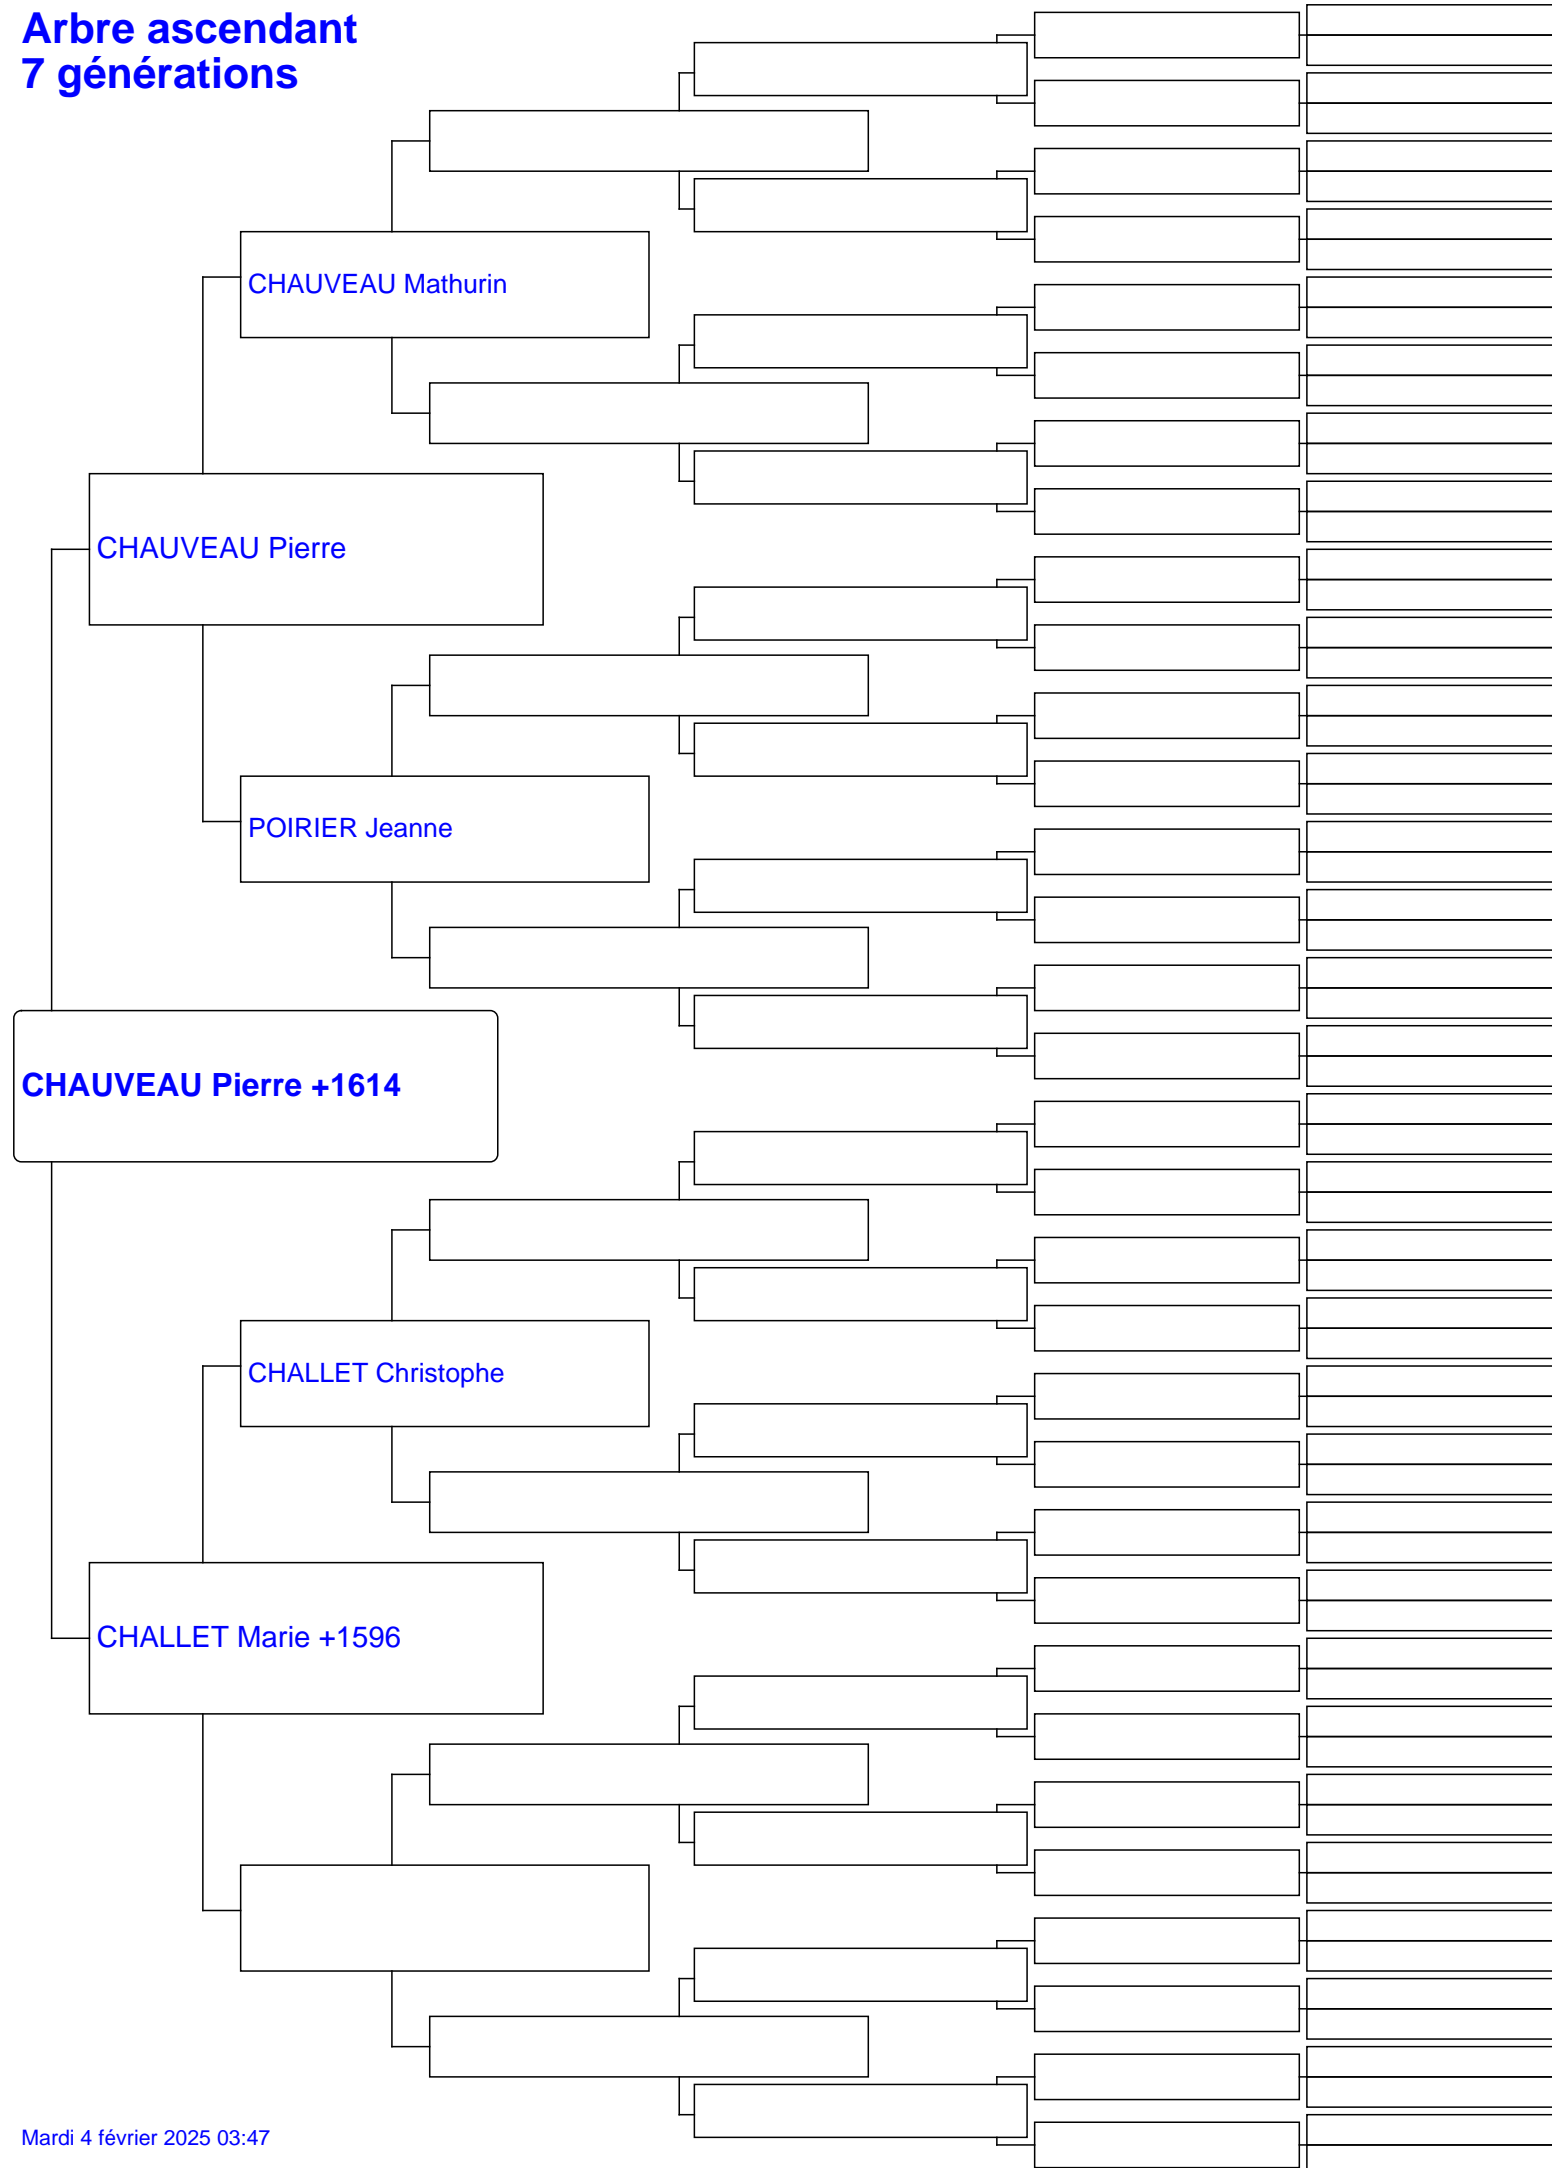 Arbre ascendant
7 générations
CHAUVEAU Mathurin
CHAUVEAU Pierre
POIRIER Jeanne
CHAUVEAU Pierre +1614
CHALLET Christophe
CHALLET Marie +1596
Mardi 4 février 2025 03:47